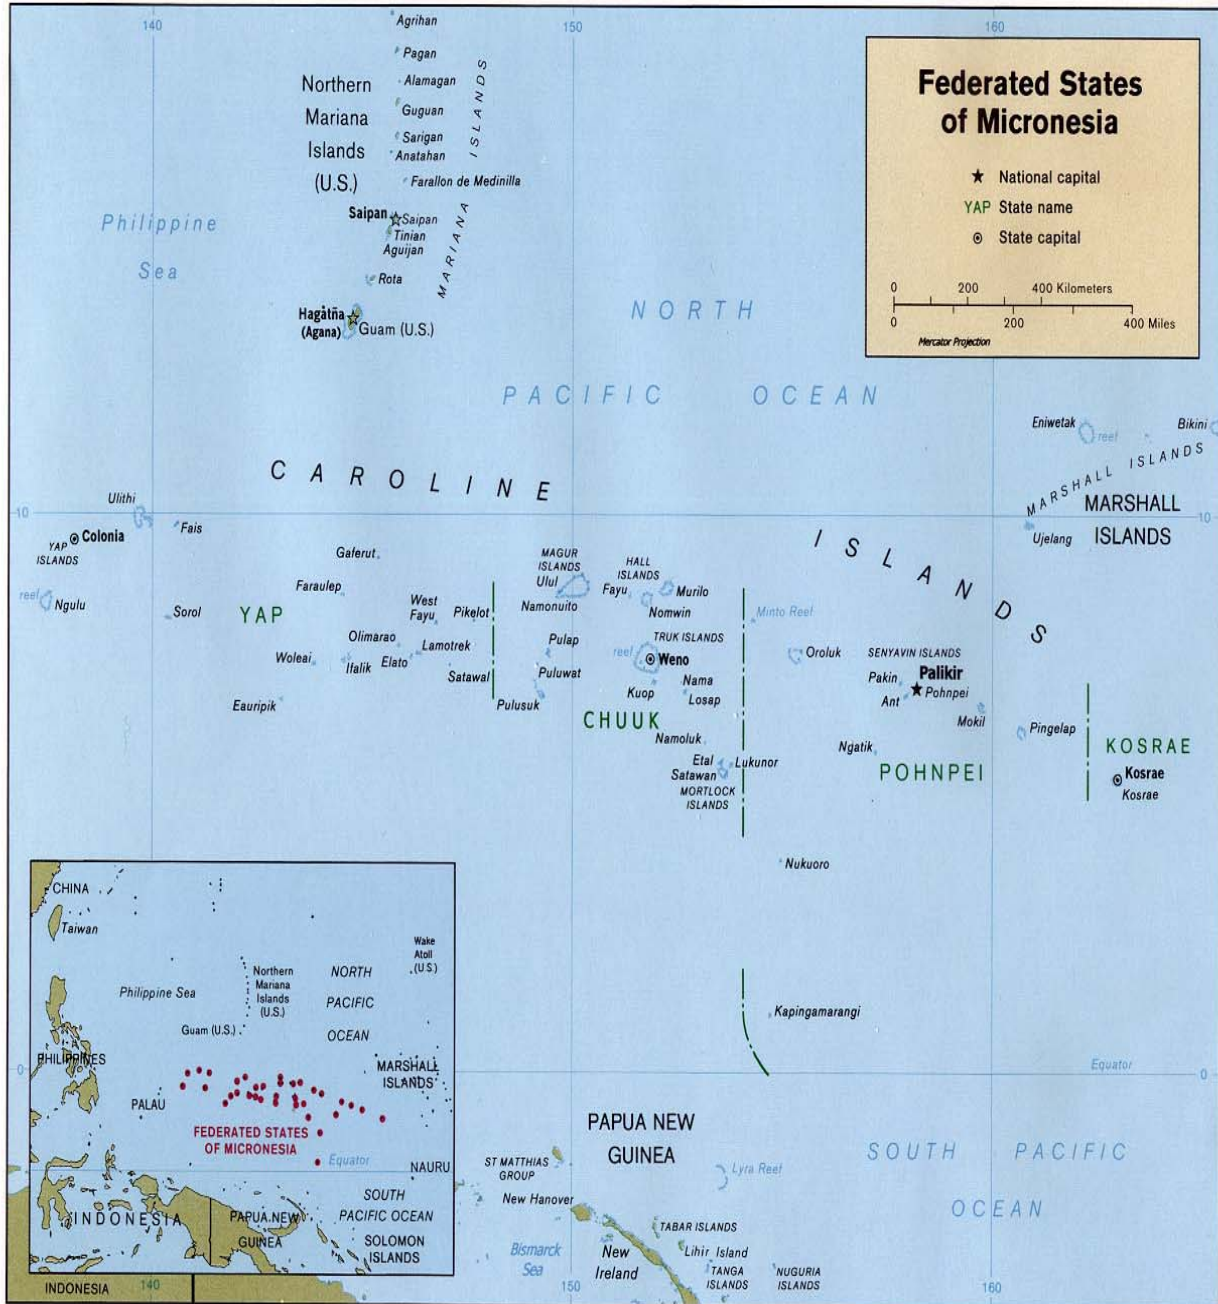 140
150
160
Agrihan
Pagan
Alamagan
Guguan
Sarigan
Anatahan
Farallon de Medinilla
Northern
Mariana
Islands
(U.S.)
MARIANA ISLANDS
Saipan
Saipan
Tinian
Aguijan
Rota
Hagåtña
(Agana)
Guam (U.S.)
Philippine
Sea
Federated States
of Micronesia
National capital
YAP State name
State capital
0 200 400 Kilometers
0 200 400 Miles
Mercator Projection
NORTH
PACIFIC OCEAN
Eniwetak
reef
Bikini
MARSHALL ISLANDS
MARSHALL
ISLANDS
Ujelang
CAROLINE
ISLANDS
10
10
Ulithi
Colonia
YAP
ISLANDS
Fais
reef
Ngulu
Sorol
YAP
Gaferut
Faraulep
West
Fayu
Pikelot
Olimarao
Lamotrek
Woleai
Ifalik
Elato
Satawal
Eauripik
MAGUR
ISLANDS
Ulul
Namonuito
HALL
ISLANDS
Fayu
Murilo
Nomwin
Pulap
Puluwat
Pulusuk
TRUK ISLANDS
reef
Weno
Kuop
Nama
Losap
CHUUK
Namoluk
Etal
Lukunor
Satawan
MORTLOCK
ISLANDS
Minto Reef
Oroluk
SENYAVIN ISLANDS
Palikir
Pakin
Pohnpei
Ant
Mokil
Pingelap
Ngatik
POHNPEI
KOSRAE
Kosrae
Kosrae
Nukuoro
Kapingamarangi
Equator
0
0
PAPUA NEW
GUINEA
SOUTH PACIFIC
OCEAN
ST MATTHIAS
GROUP
Lyra Reef
New Hanover
TABAR ISLANDS
Bismarck
Sea
New
Ireland
Lihir Island
TANGA
ISLANDS
NUGURIA
ISLANDS
140
150
160
INDONESIA
CHINA
Taiwan
Wake
Atoll
(U.S.)
Philippine Sea
Northern
Mariana
Islands
(U.S.)
NORTH
PACIFIC
OCEAN
Guam (U.S.)
PHILIPPINES
MARSHALL
ISLANDS
PALAU
FEDERATED STATES
OF MICRONESIA
Equator
NAURU
SOUTH
PACIFIC OCEAN
INDONESIA
PAPUA NEW
GUINEA
SOLOMON
ISLANDS